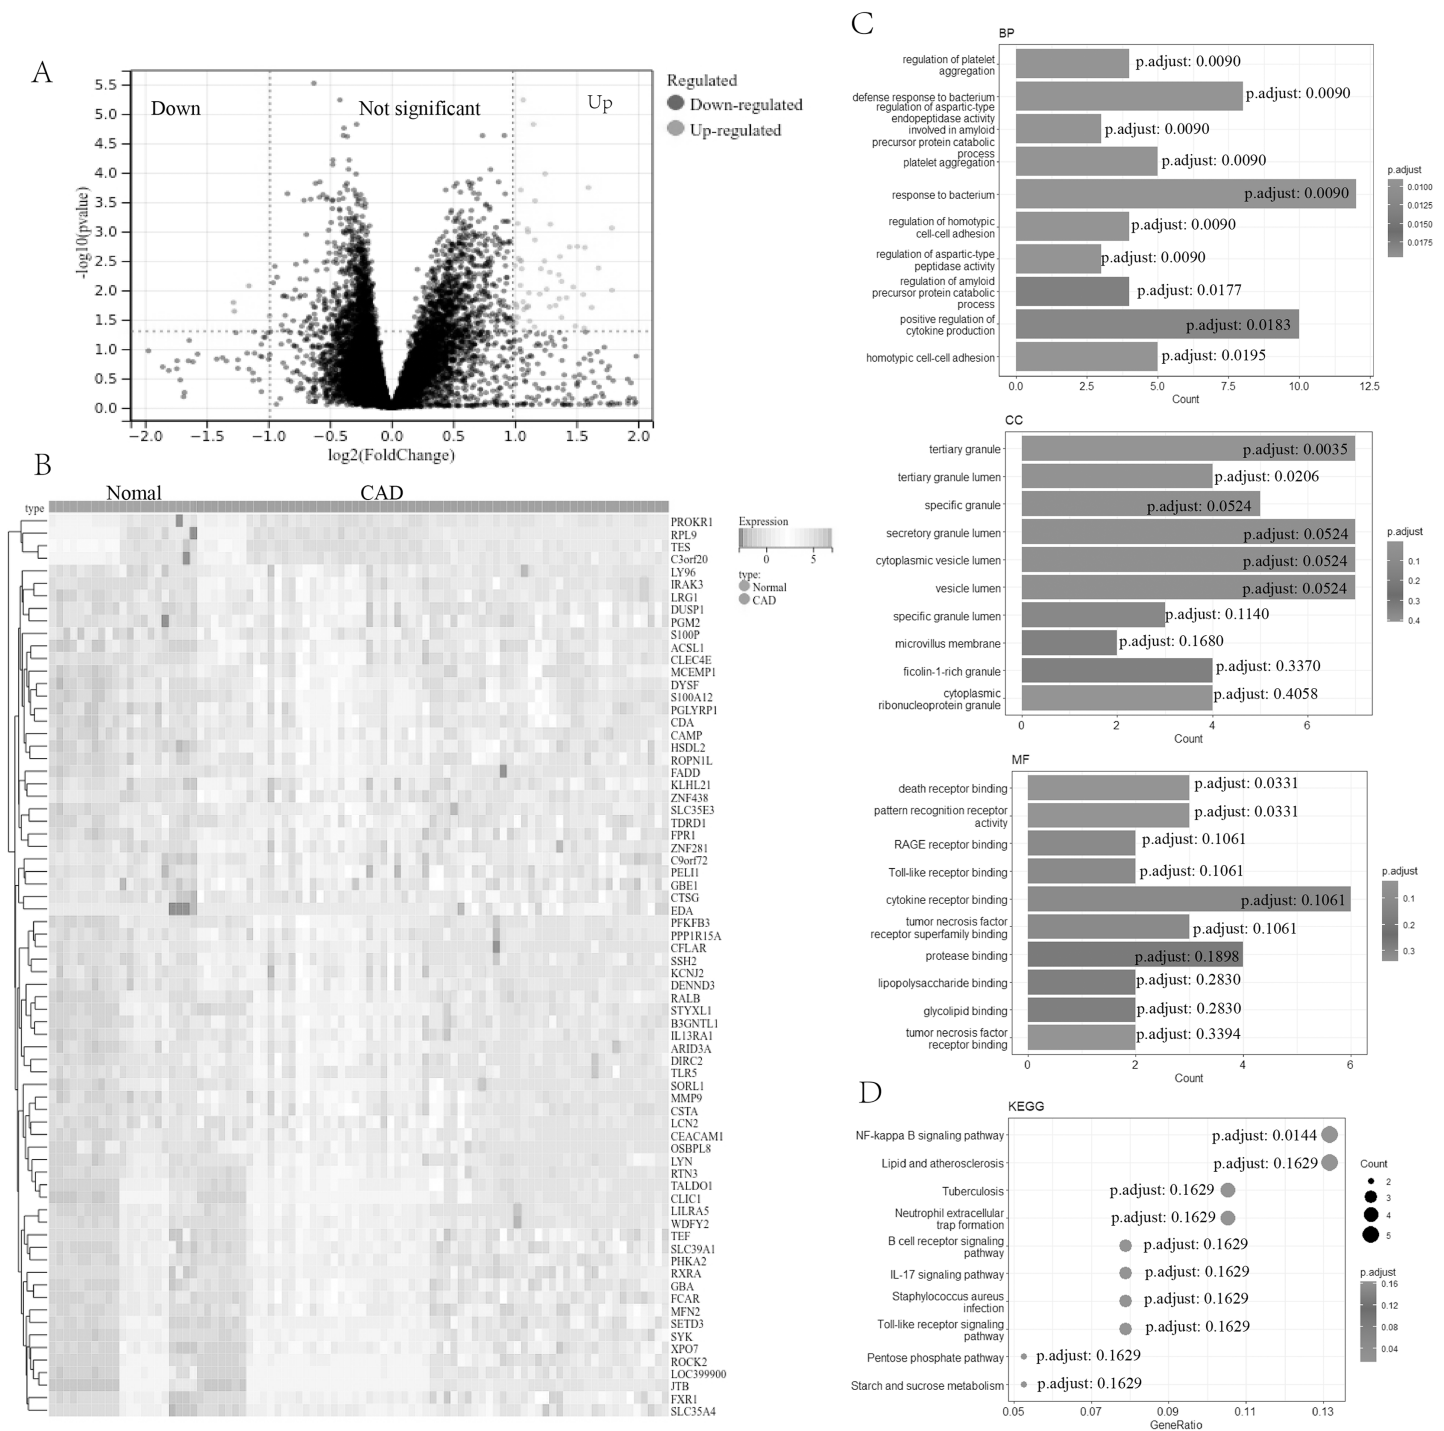 A
Down
Not significant
Up
Regulated
Down-regulated
Up-regulated
-log10(pvalue)
5.5
5.0
4.5
4.0
3.5
3.0
2.5
2.0
1.5
1.0
0.5
0.0
−2.0
−1.5
−1.0
−0.5
0.0
0.5
1.0
1.5
2.0
log2(FoldChange)
B
Nomal
CAD
type
PROKR1
RPL9
TES
C3orf20
LY96
IRAK3
LRG1
DUSP1
PGM2
S100P
ACSL1
CLEC4E
MCEMP1
DYSF
S100A12
PGLYRP1
CDA
CAMP
HSDL2
ROPN1L
FADD
KLHL21
ZNF438
SLC35E3
TDRD1
FPR1
ZNF281
C9orf72
PELI1
GBE1
CTSG
EDA
PFKFB3
PPP1R15A
CFLAR
SSH2
KCNJ2
DENND3
RALB
STYXL1
B3GNTL1
IL13RA1
ARID3A
DIRC2
TLR5
SORL1
MMP9
CSTA
LCN2
CEACAM1
OSBPL8
LYN
RTN3
TALDO1
CLIC1
LILRA5
WDFY2
TEF
SLC39A1
PHKA2
RXRA
GBA
FCAR
MFN2
SETD3
SYK
XPO7
ROCK2
LOC399900
JTB
FXR1
SLC35A4
Expression
0
5
type:
Normal
CAD
C
BP
regulation of platelet
aggregation
p.adjust: 0.0090
defense response to bacterium
p.adjust: 0.0090
regulation of aspartic-type
endopeptidase activity
involved in amyloid
precursor protein catabolic
process
p.adjust: 0.0090
platelet aggregation
p.adjust: 0.0090
response to bacterium
p.adjust: 0.0090
regulation of homotypic
cell-cell adhesion
p.adjust: 0.0090
regulation of aspartic-type
peptidase activity
p.adjust: 0.0090
regulation of amyloid
precursor protein catabolic
process
p.adjust: 0.0177
positive regulation of
cytokine production
p.adjust: 0.0183
homotypic cell-cell adhesion
p.adjust: 0.0195
0.0
2.5
5.0
7.5
10.0
12.5
Count
p.adjust
0.0100
0.0125
0.0150
0.0175
CC
tertiary granule
p.adjust: 0.0035
tertiary granule lumen
p.adjust: 0.0206
specific granule
p.adjust: 0.0524
secretory granule lumen
p.adjust: 0.0524
cytoplasmic vesicle lumen
p.adjust: 0.0524
vesicle lumen
p.adjust: 0.0524
specific granule lumen
p.adjust: 0.1140
microvillus membrane
p.adjust: 0.1680
ficolin-1-rich granule
p.adjust: 0.3370
cytoplasmic
ribonucleoprotein granule
p.adjust: 0.4058
0
2
4
6
Count
p.adjust
0.1
0.2
0.3
0.4
MF
death receptor binding
p.adjust: 0.0331
pattern recognition receptor
activity
p.adjust: 0.0331
RAGE receptor binding
p.adjust: 0.1061
Toll-like receptor binding
p.adjust: 0.1061
cytokine receptor binding
p.adjust: 0.1061
tumor necrosis factor
receptor superfamily binding
p.adjust: 0.1061
protease binding
p.adjust: 0.1898
lipopolysaccharide binding
p.adjust: 0.2830
glycolipid binding
p.adjust: 0.2830
tumor necrosis factor
receptor binding
p.adjust: 0.3394
0
2
4
6
Count
p.adjust
0.1
0.2
0.3
D
KEGG
NF-kappa B signaling pathway
p.adjust: 0.0144
Lipid and atherosclerosis
p.adjust: 0.1629
Tuberculosis
p.adjust: 0.1629
Neutrophil extracellular
trap formation
p.adjust: 0.1629
B cell receptor signaling
pathway
p.adjust: 0.1629
IL-17 signaling pathway
p.adjust: 0.1629
Staphylococcus aureus
infection
p.adjust: 0.1629
Toll-like receptor signaling
pathway
p.adjust: 0.1629
Pentose phosphate pathway
p.adjust: 0.1629
Starch and sucrose metabolism
p.adjust: 0.1629
0.05
0.07
0.09
0.11
0.13
GeneRatio
Count
2
3
4
5
p.adjust
0.16
0.12
0.08
0.04